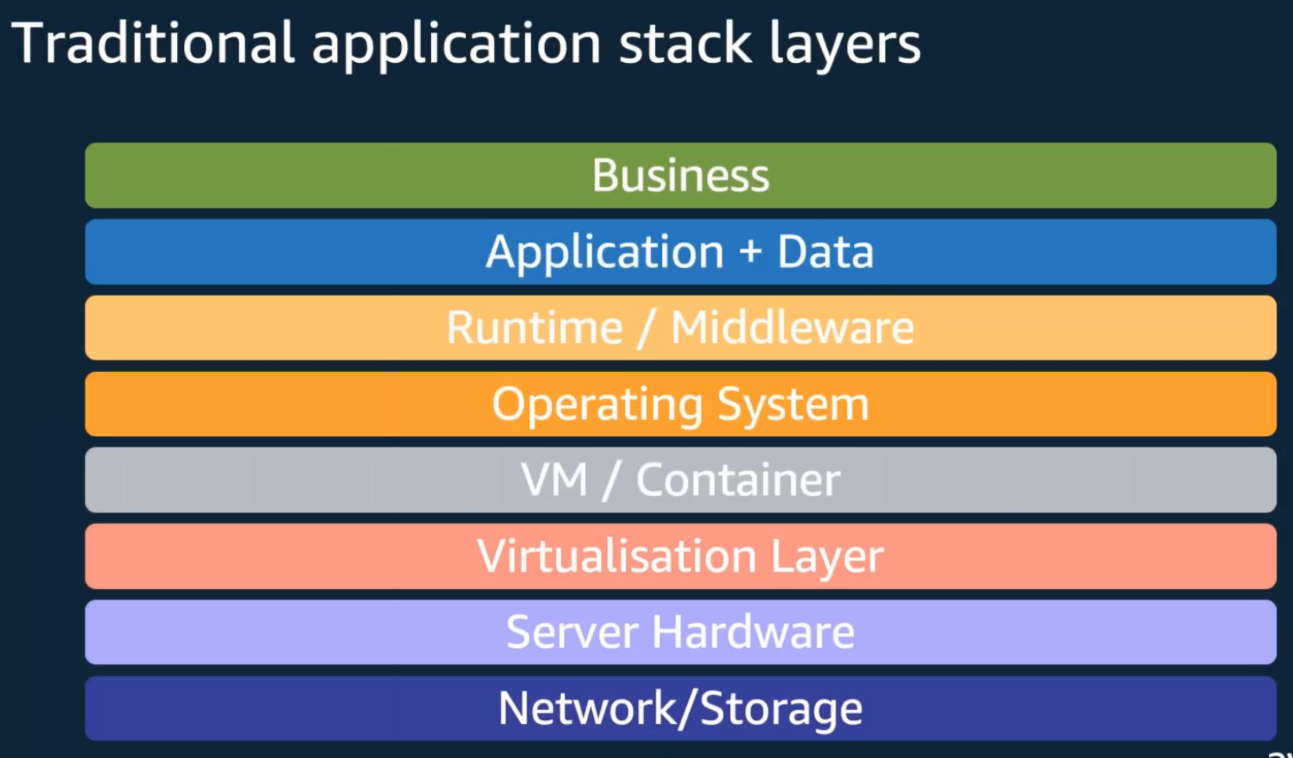 Traditional application stack layers
Business
Application + Data
Runtime / Middleware
Operating System
VM / Container
Virtualisation Layer
Server Hardware
Network/Storage